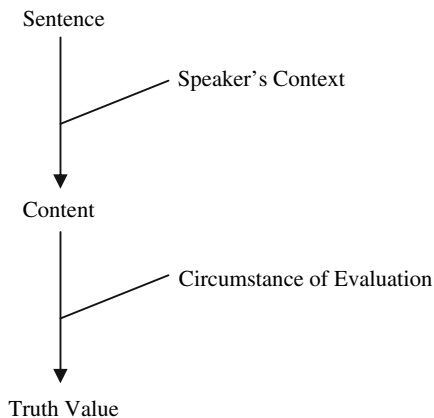 Sentence
Speaker’s Context
Content
Circumstance of Evaluation
Truth Value